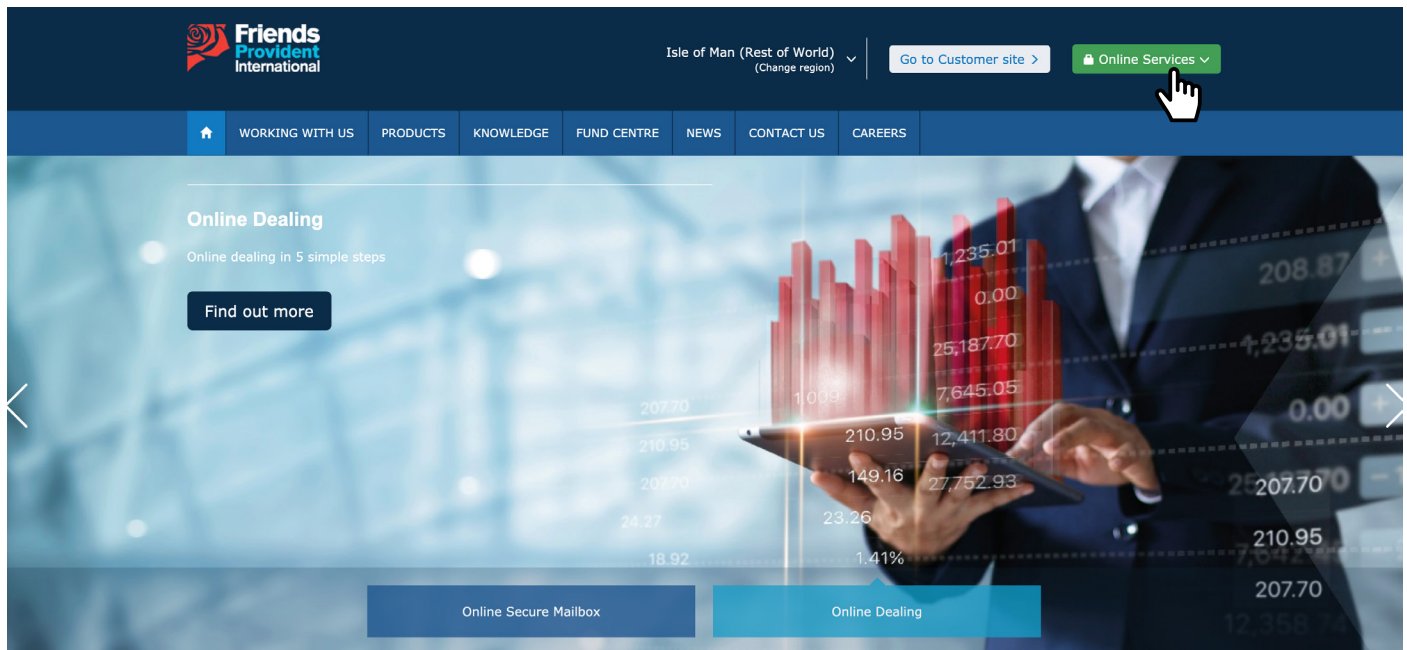 Friends
Provident
International
Isle of Man (Rest of World)
(Change region)
Go to Customer site >
Online Services
WORKING WITH US
PRODUCTS
KNOWLEDGE
FUND CENTRE
NEWS
CONTACT US
CAREERS
Online Dealing
Online dealing in 5 simple steps
Find out more
1,235.01
0.00
25,187.70
7,645.05
12,411.80
27,752.93
1,009
207.70
210.95
207.70
24.27
18.92
210.95
149.16
23.26
1.41%
208.87
1,235.01
0.00
207.70
210.95
207.70
Online Secure Mailbox
Online Dealing